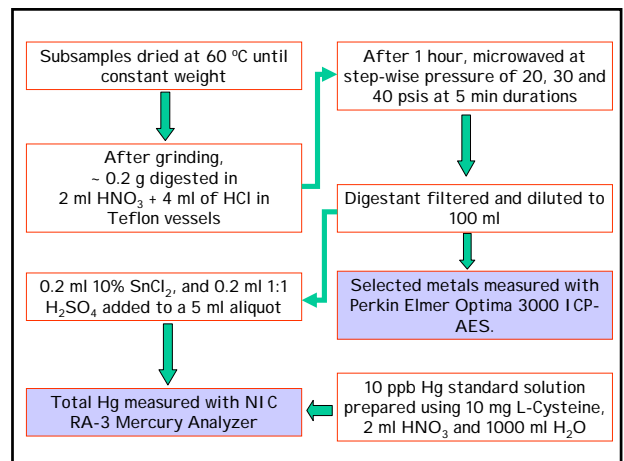 Subsamples dried at 60 ºC until
constant weight
After grinding,
~ 0.2 g digested in
2 ml HNO₃ + 4 ml of HCl in
Teflon vessels
After 1 hour, microwaved at
step-wise pressure of 20, 30 and
40 psis at 5 min durations
Digestant filtered and diluted to
100 ml
0.2 ml 10% SnCl₂, and 0.2 ml 1:1
H₂SO₄ added to a 5 ml aliquot
Selected metals measured with
Perkin Elmer Optima 3000 ICP-
AES.
Total Hg measured with NIC
RA-3 Mercury Analyzer
10 ppb Hg standard solution
prepared using 10 mg L-Cysteine,
2 ml HNO₃ and 1000 ml H₂O